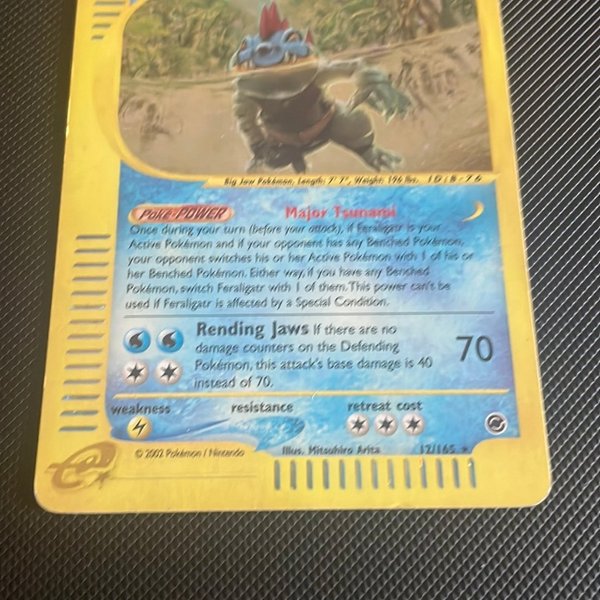 Big Jaw Pokémon, Length: 7' 7", Weight: 196 lbs. ID/B-76
POKé-POWER Major Tsunami
Once during your turn (before your attack), if Feraligatr is your
Active Pokémon and if your opponent has any Benched Pokémon,
your opponent switches his or her Active Pokémon with 1 of his or
her Benched Pokémon. Either way, if you have any Benched
Pokémon, switch Feraligatr with 1 of them. This power can't be
used if Feraligatr is affected by a Special Condition.
Rending Jaws If there are no
damage counters on the Defending
Pokémon, this attack's base damage is 40
instead of 70.
70
weakness resistance retreat cost
© 2002 Pokémon / Nintendo Illus. Mitsuhiro Arita 12/165 ★
e